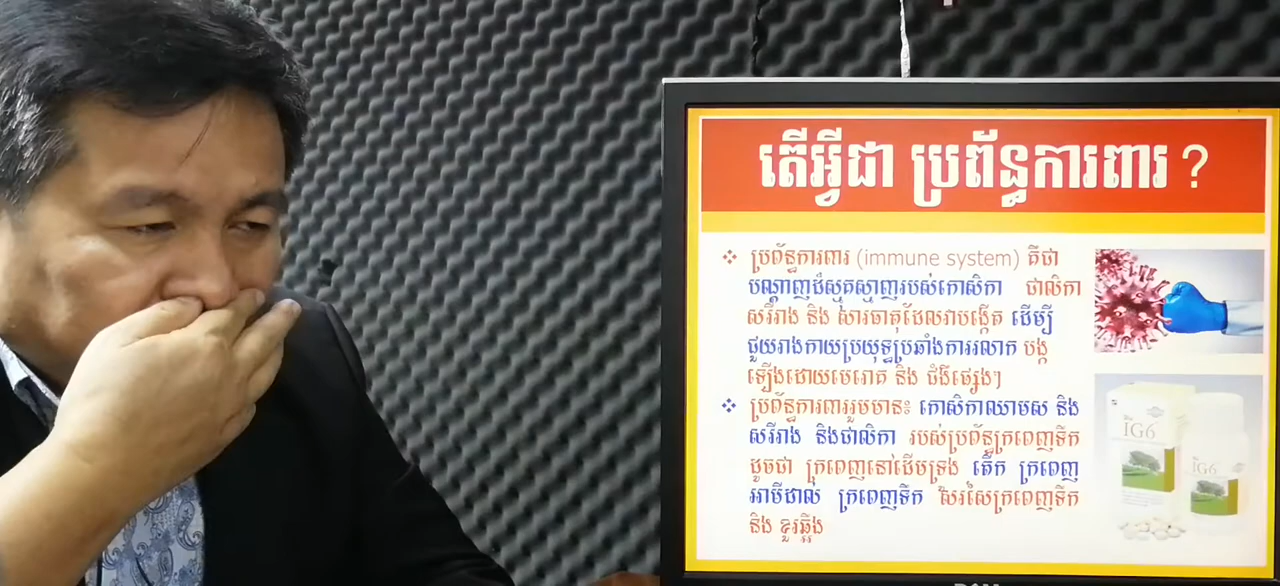 តើអ្វីជា ប្រព័ន្ធការពារ ?
❖ ប្រព័ន្ធការពារ (immune system) គឺជា
បណ្តាញដ៏ស្មុគស្មាញរបស់កោសិកា ជាលិកា
សរីរាង្គ និង សារធាតុដែលវាបង្កើត ដើម្បី
ជួយរាងកាយប្រយុទ្ធប្រឆាំងការរលាក បង្ក
ឡើងដោយមេរោគ និង ជំងឺផ្សេងៗ
❖ ប្រព័ន្ធការពាររួមមាន៖ កោសិកាឈាមស និង
សរីរាង្គ និងជាលិកា របស់ប្រព័ន្ធក្រពេញទឹក
ដូចជា ក្រពេញនៅដើមទ្រូង តើក ក្រពេញ
អាមីដាល់ ក្រពេញទឹក សរសៃក្រពេញទឹក
និង ខួរឆ្អឹង
IG6
IG6